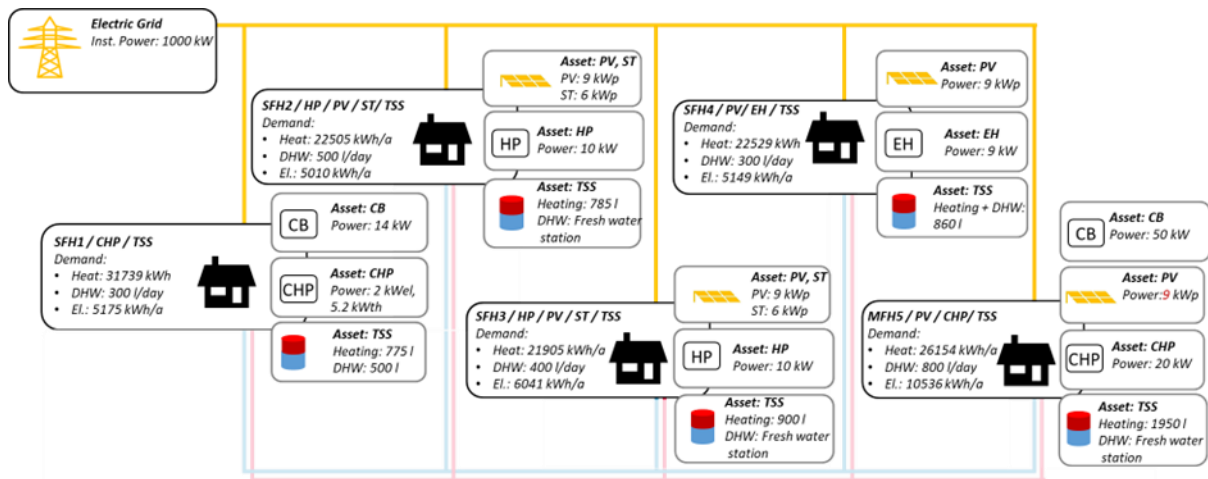 Electric Grid
Inst. Power: 1000 kW
SFH2 / HP / PV / ST/ TSS
Demand:
• Heat: 22505 kWh/a
• DHW: 500 l/day
• El.: 5010 kWh/a
Asset: PV, ST
PV: 9 kWp
ST: 6 kWp
HP
Asset: HP
Power: 10 kW
Asset: TSS
Heating: 785 l
DHW: Fresh water
station
SFH4 / PV/ EH / TSS
Demand:
• Heat: 22529 kWh
• DHW: 300 l/day
• El.: 5149 kWh/a
Asset: PV
Power: 9 kWp
EH
Asset: EH
Power: 9 kW
Asset: TSS
Heating + DHW:
860 l
SFH1 / CHP / TSS
Demand:
• Heat: 31739 kWh
• DHW: 300 l/day
• El.: 5175 kWh/a
CB
Asset: CB
Power: 14 kW
CHP
Asset: CHP
Power: 2 kWel,
5.2 kWth
Asset: TSS
Heating: 775 l
DHW: 500 l
SFH3 / HP / PV / ST / TSS
Demand:
• Heat: 21905 kWh/a
• DHW: 400 l/day
• El.: 6041 kWh/a
Asset: PV, ST
PV: 9 kWp
ST: 6 kWp
HP
Asset: HP
Power: 10 kW
Asset: TSS
Heating: 900 l
DHW: Fresh water
station
MFH5 / PV / CHP/ TSS
Demand:
• Heat: 26154 kWh/a
• DHW: 800 l/day
• El.: 10536 kWh/a
CB
Asset: CB
Power: 50 kW
Asset: PV
Power:9 kWp
CHP
Asset: CHP
Power: 20 kW
Asset: TSS
Heating: 1950 l
DHW: Fresh water
station